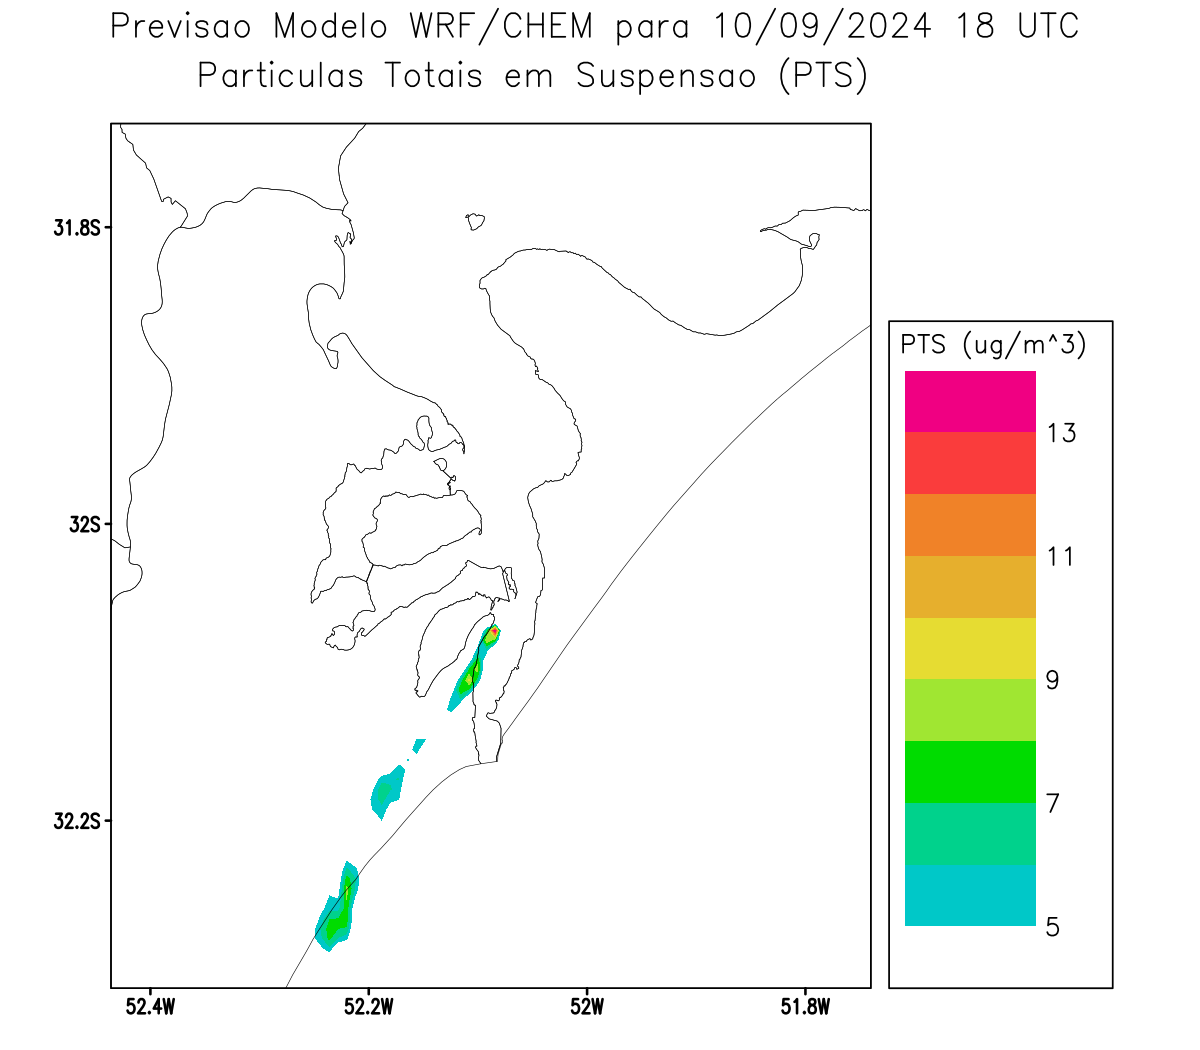 Previsao Modelo WRF/CHEM para 10/09/2024 18 UTC
Particulas Totais em Suspensao (PTS)
31.8S
32S
32.2S
52.4W
52.2W
52W
51.8W
PTS (ug/m^3)
13
11
9
7
5